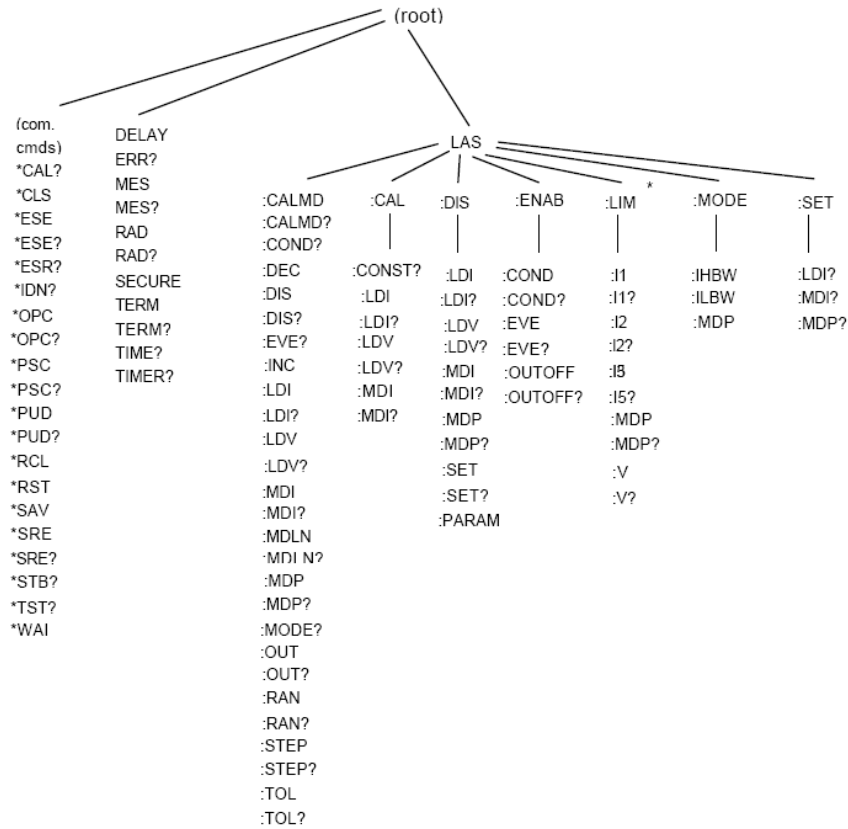 (root)
(com.
cmds)
*CAL?
*CLS
*ESE
*ESE?
*ESR?
*IDN?
*OPC
*OPC?
*PSC
*PSC?
*PUD
*PUD?
*RCL
*RST
*SAV
*SRE
*SRE?
*STB?
*TST?
*WAI
DELAY
ERR?
MES
MES?
RAD
RAD?
SECURE
TERM
TERM?
TIME?
TIMER?
LAS
:CALMD
:CALMD?
:COND?
:DEC
:DIS
:DIS?
:EVE?
:INC
:LDI
:LDI?
:LDV
:LDV?
:MDI
:MDI?
:MDLN
:MDLN?
:MDP
:MDP?
:MODE?
:OUT
:OUT?
:RAN
:RAN?
:STEP
:STEP?
:TOL
:TOL?
:CAL
:CONST?
:LDI
:LDI?
:LDV
:LDV?
:MDI
:MDI?
:DIS
:LDI
:LDI?
:LDV
:LDV?
:MDI
:MDI?
:MDP
:MDP?
:SET
:SET?
:PARAM
:ENAB
:COND
:COND?
:EVE
:EVE?
:OUTOFF
:OUTOFF?
:LIM *
:I1
:I1?
:I2
:I2?
:I5
:I5?
:MDP
:MDP?
:V
:V?
:MODE
:IHBW
:ILBW
:MDP
:SET
:LDI?
:MDI?
:MDP?